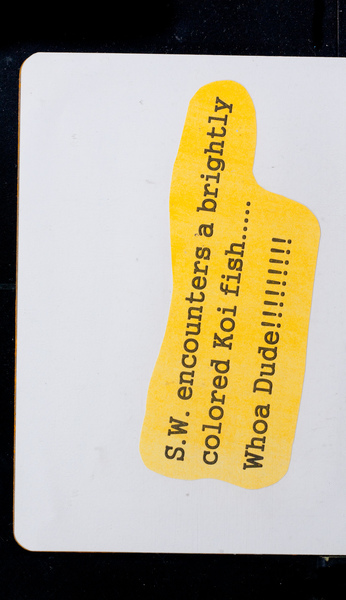 S.W. encounters a brightly
colored Koi fish.....
Whoa Dude!!!!!!!!!